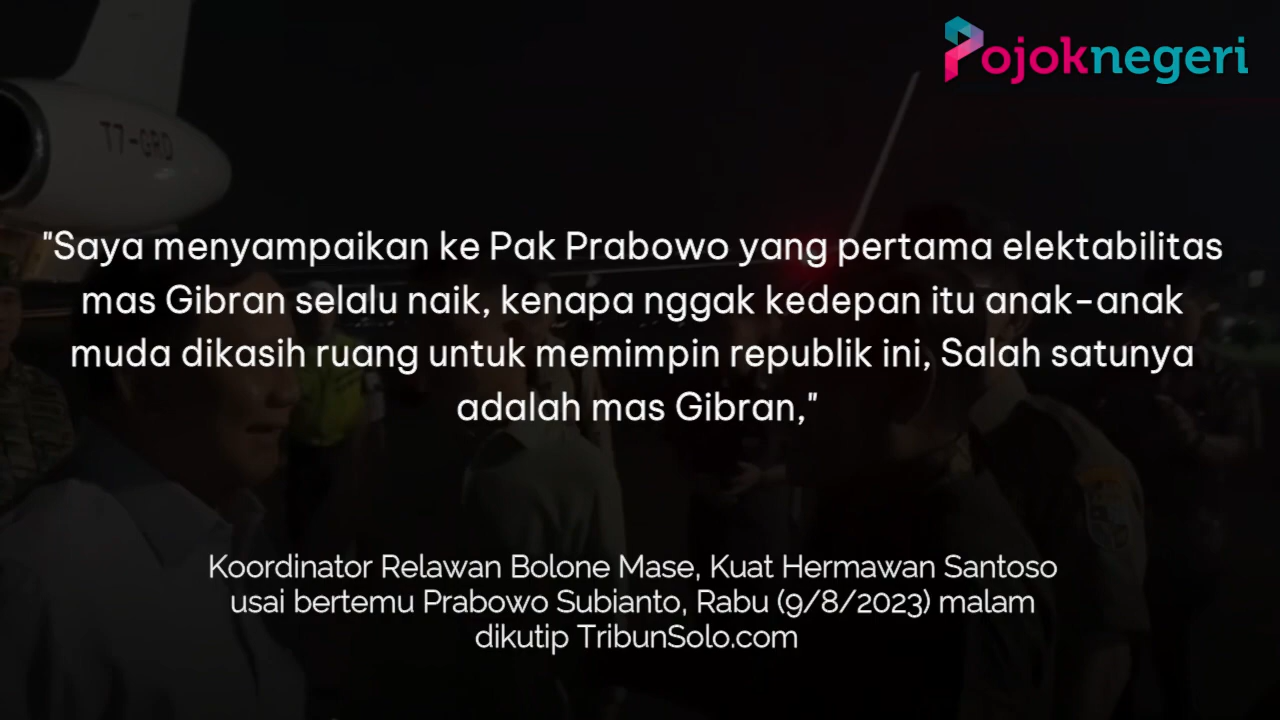 Pojoknegeri
T7-GRD
"Saya menyampaikan ke Pak Prabowo yang pertama elektabilitas
mas Gibran selalu naik, kenapa nggak kedepan itu anak-anak
muda dikasih ruang untuk memimpin republik ini, Salah satunya
adalah mas Gibran,"
Koordinator Relawan Bolone Mase, Kuat Hermawan Santoso
usai bertemu Prabowo Subianto, Rabu (9/8/2023) malam
dikutip TribunSolo.com